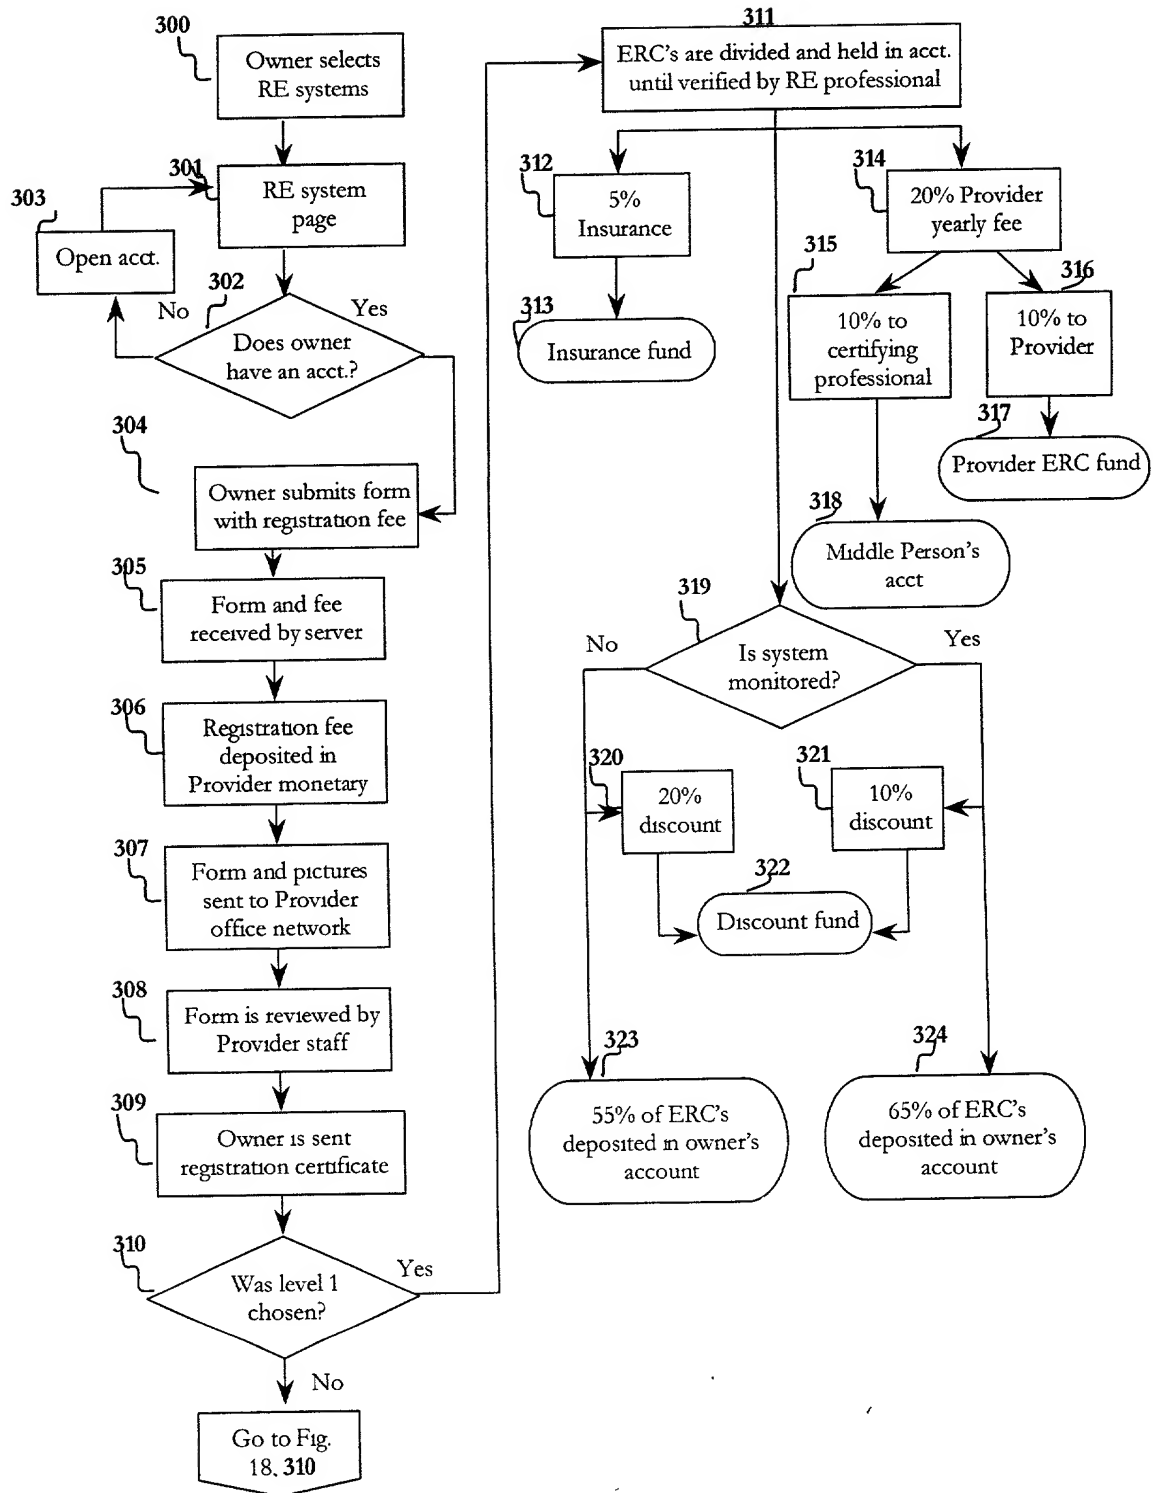 300
Owner selects
RE systems
301
RE system
page
303
Open acct.
302
No
Yes
Does owner
have an acct.?
304
Owner submits form
with registration fee
305
Form and fee
received by server
306
Registration fee
deposited in
Provider monetary
307
Form and pictures
sent to Provider
office network
308
Form is reviewed by
Provider staff
309
Owner is sent
registration certificate
310
Yes
Was level 1
chosen?
No
Go to Fig.
18, 310
311
ERC's are divided and held in acct.
until verified by RE professional
312
5%
Insurance
313
Insurance fund
314
20% Provider
yearly fee
315
10% to
certifying
professional
316
10% to
Provider
317
Provider ERC fund
318
Middle Person's
acct
319
No
Yes
Is system
monitored?
320
20%
discount
321
10%
discount
322
Discount fund
323
55% of ERC's
deposited in owner's
account
324
65% of ERC's
deposited in owner's
account